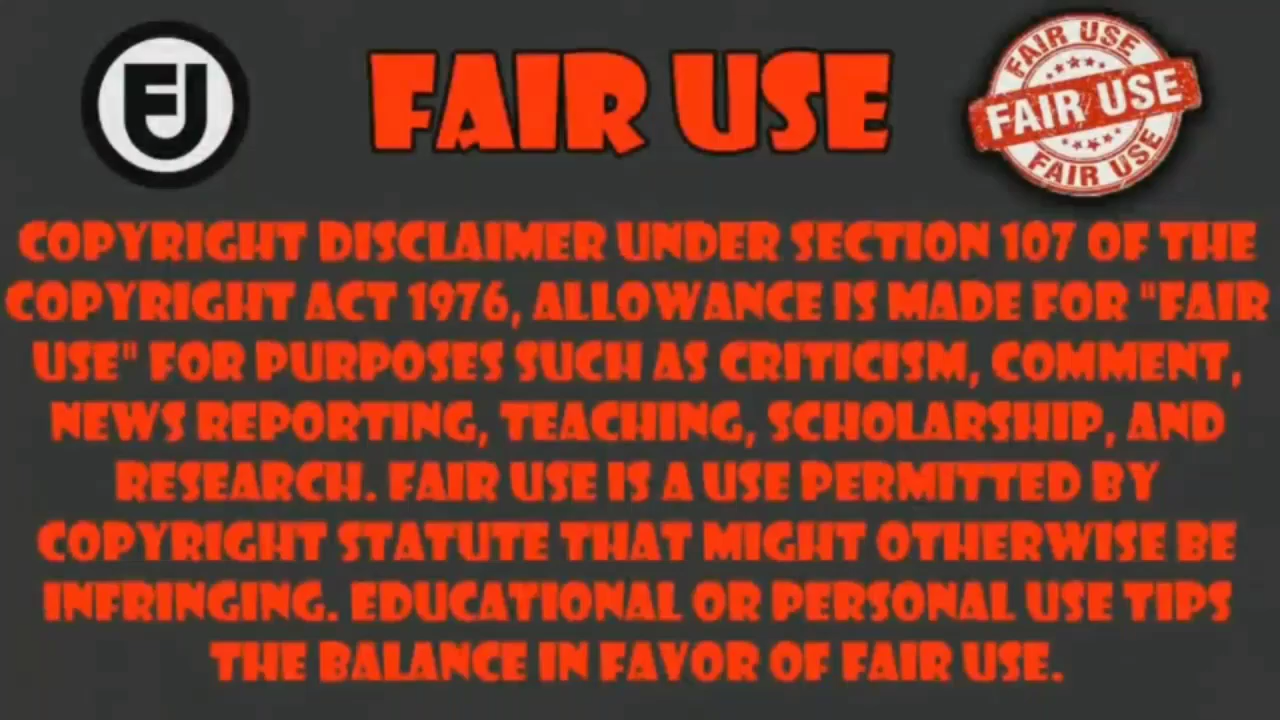 FU
FAIR USE
FAIR USE
FAIR USE
FAIR USE
COPYRIGHT DISCLAIMER UNDER SECTION 107 OF THE
COPYRIGHT ACT 1976, ALLOWANCE IS MADE FOR "FAIR
USE" FOR PURPOSES SUCH AS CRITICISM, COMMENT,
NEWS REPORTING, TEACHING, SCHOLARSHIP, AND
RESEARCH. FAIR USE IS A USE PERMITTED BY
COPYRIGHT STATUTE THAT MIGHT OTHERWISE BE
INFRINGING. EDUCATIONAL OR PERSONAL USE TIPS
THE BALANCE IN FAVOR OF FAIR USE.